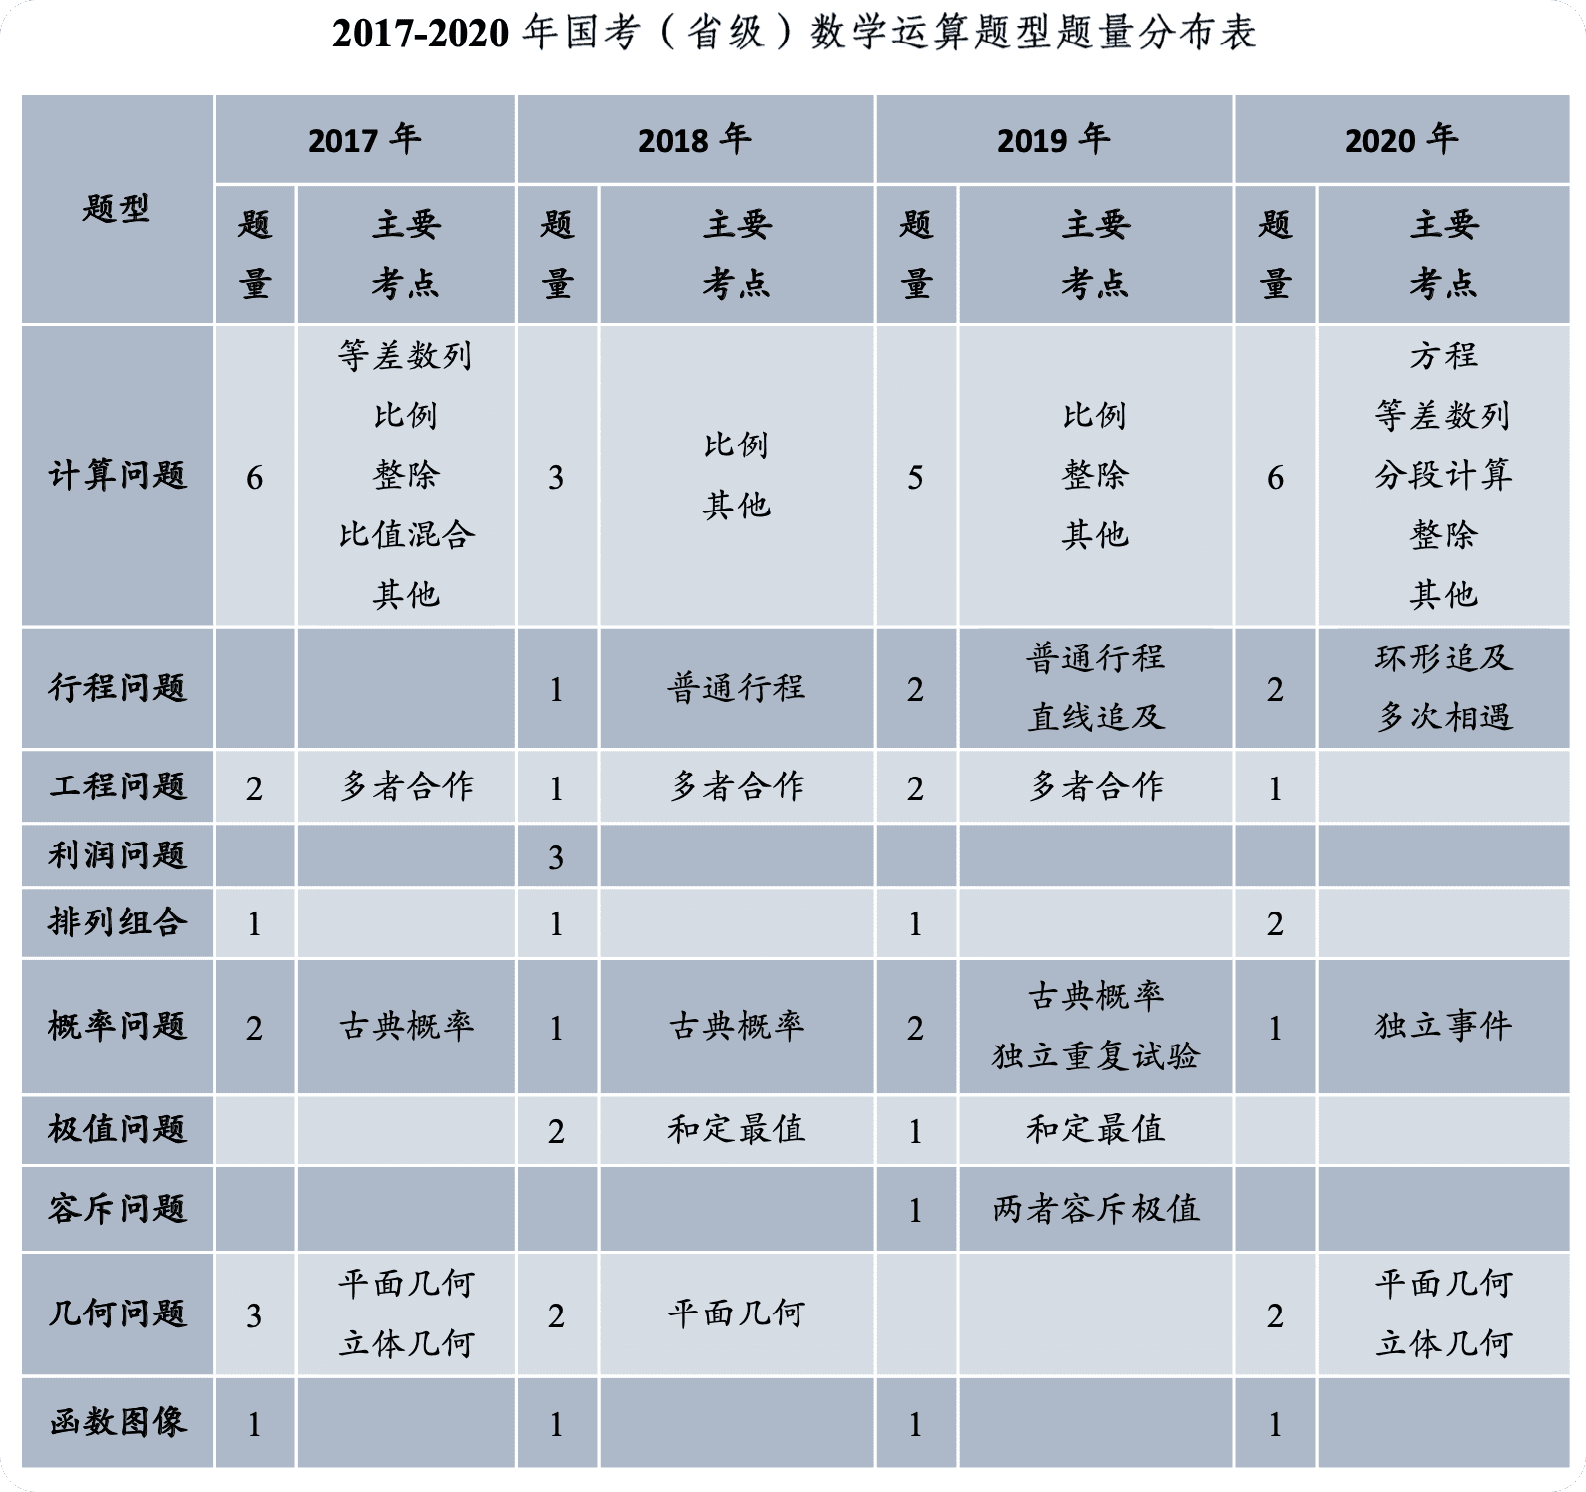 2017-2020 年国考（省级）数学运算题型题量分布表
题型 2017 年 2018 年 2019 年 2020 年
题量 主要考点 题量 主要考点 题量 主要考点 题量 主要考点
计算问题 6 等差数列 比例 整除 比值混合 其他 3 比例 其他 5 比例 整除 其他 6 方程 等差数列 分段计算 整除 其他
行程问题 1 普通行程 2 普通行程 直线追及 2 环形追及 多次相遇
工程问题 2 多者合作 1 多者合作 2 多者合作 1
利润问题 3
排列组合 1 1 1 2
概率问题 2 古典概率 1 古典概率 2 古典概率 独立重复试验 1 独立事件
极值问题 2 和定最值 1 和定最值
容斥问题 1 两者容斥极值
几何问题 3 平面几何 立体几何 2 平面几何 2 平面几何 立体几何
函数图像 1 1 1 1